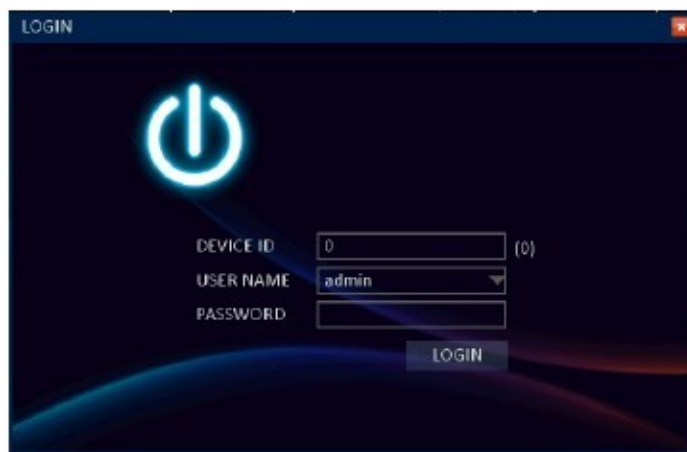 LOGIN
DEVICE ID 0 (0)
USER NAME admin
PASSWORD
LOGIN